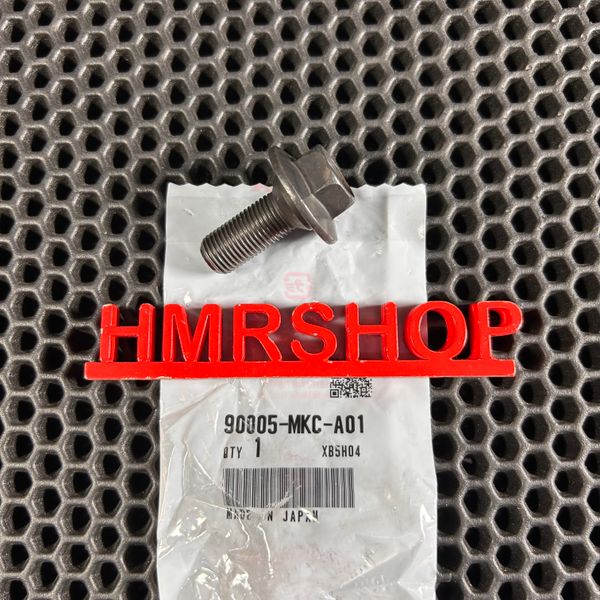 HMRSHOP
90005-MKC-A01
QTY 1 XB5H04
MADE IN JAPAN